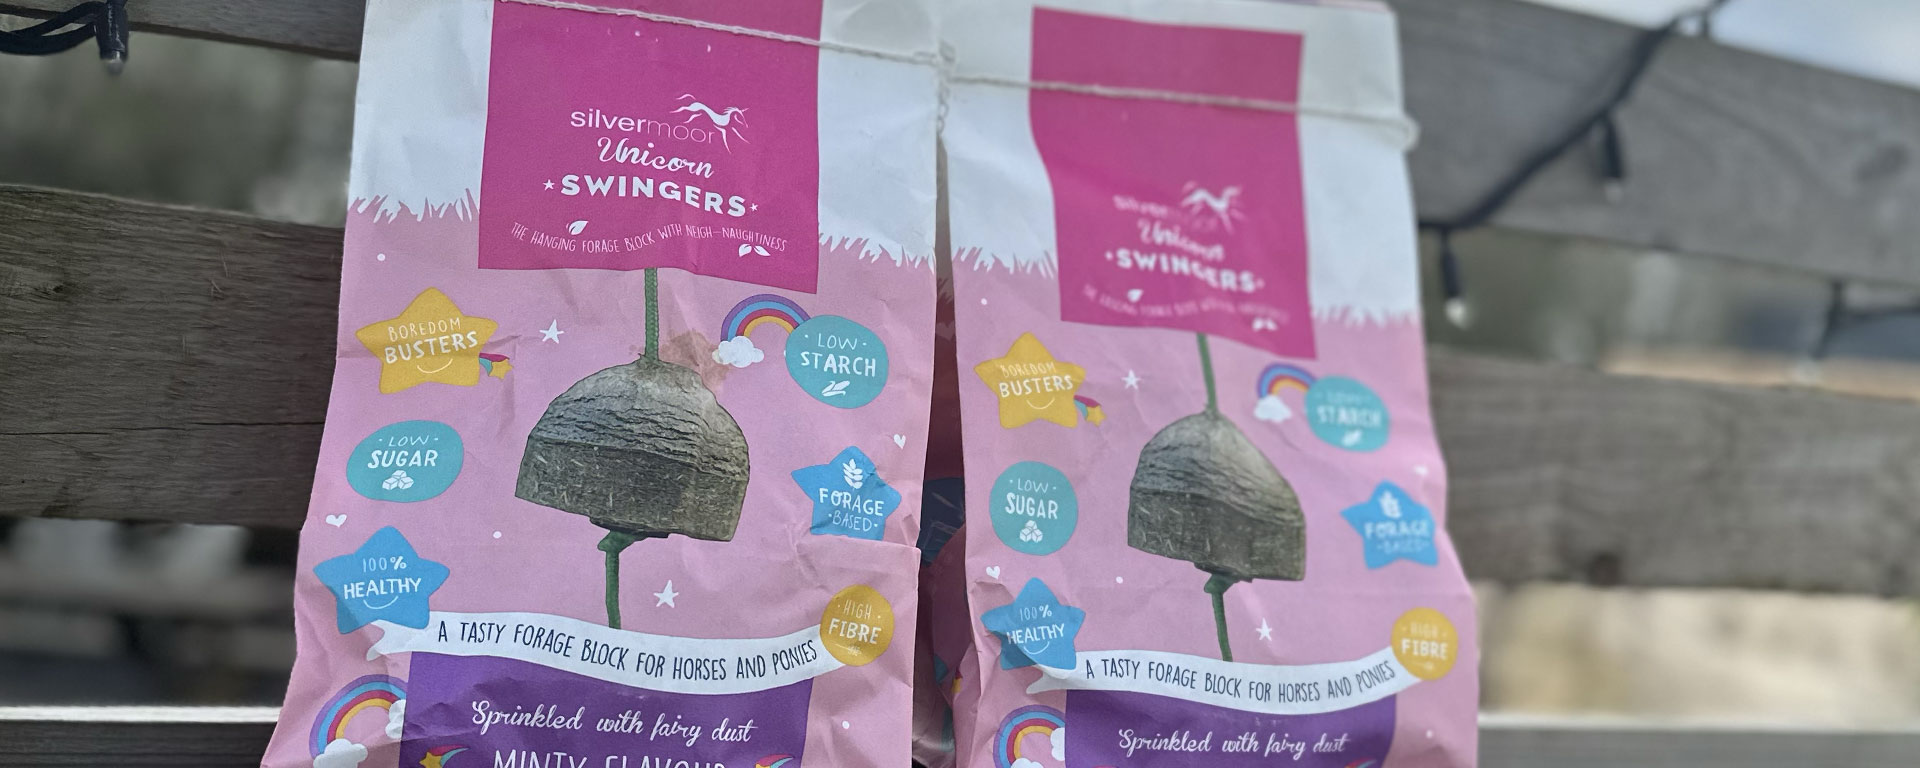 silvermoor
Unicorn
SWINGERS
THE HANGING FORAGE BLOCK WITH NEIGH-NAUGHTINESS
BOREDOM
BUSTERS
LOW
STARCH
LOW
SUGAR
FORAGE
BASED
100%
HEALTHY
HIGH
FIBRE
A TASTY FORAGE BLOCK FOR HORSES AND PONIES
Sprinkled with fairy dust
MINTY FLAVOUR
silvermoor
Unicorn
SWINGERS
BOREDOM
BUSTERS
LOW
STARCH
LOW
SUGAR
FORAGE
BASED
100%
HEALTHY
HIGH
FIBRE
A TASTY FORAGE BLOCK FOR HORSES AND PONIES
Sprinkled with fairy dust